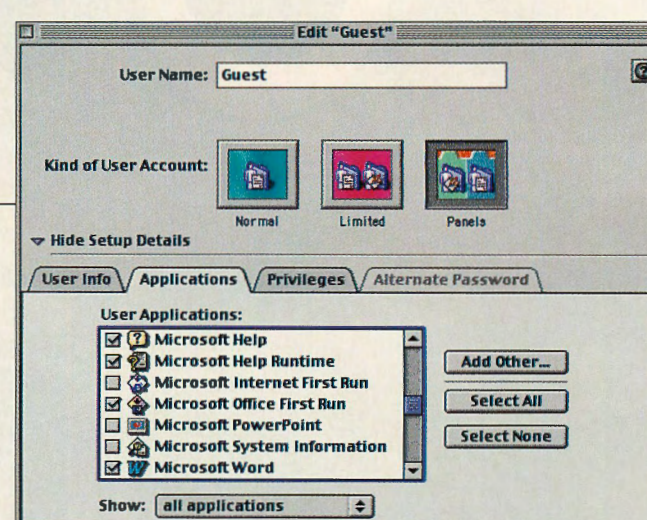 Edit “Guest”
User Name: Guest
Kind of User Account:
Normal Limited Panels
Hide Setup Details
User Info Applications Privileges Alternate Password
User Applications:
Microsoft Help
Microsoft Help Runtime
Microsoft Internet First Run
Microsoft Office First Run
Microsoft PowerPoint
Microsoft System Information
Microsoft Word
Add Other...
Select All
Select None
Show: all applications